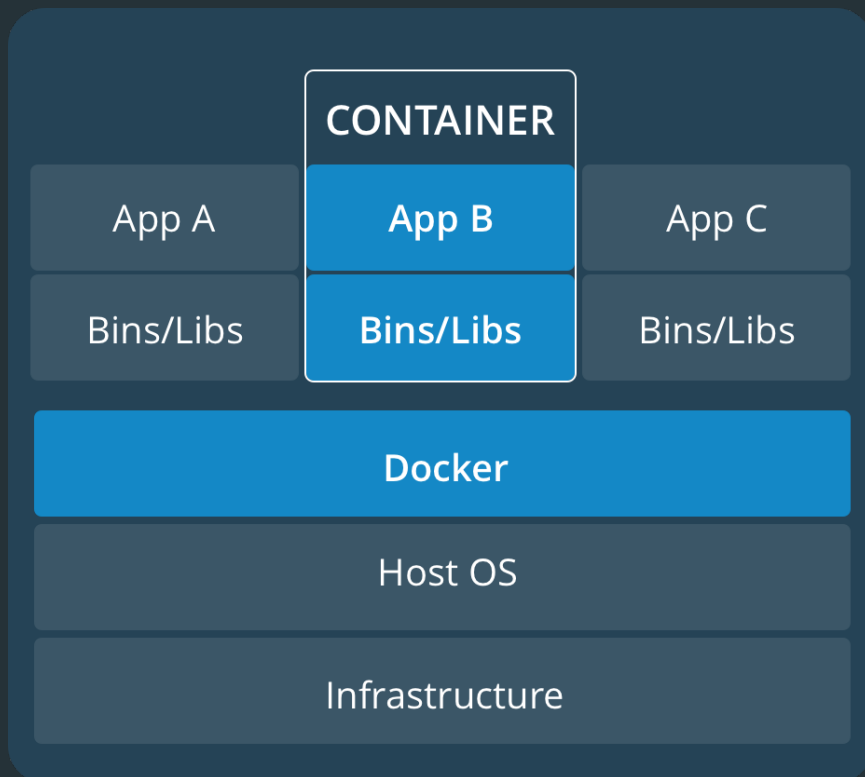 CONTAINER
App A
App B
App C
Bins/Libs
Bins/Libs
Bins/Libs
Docker
Host OS
Infrastructure